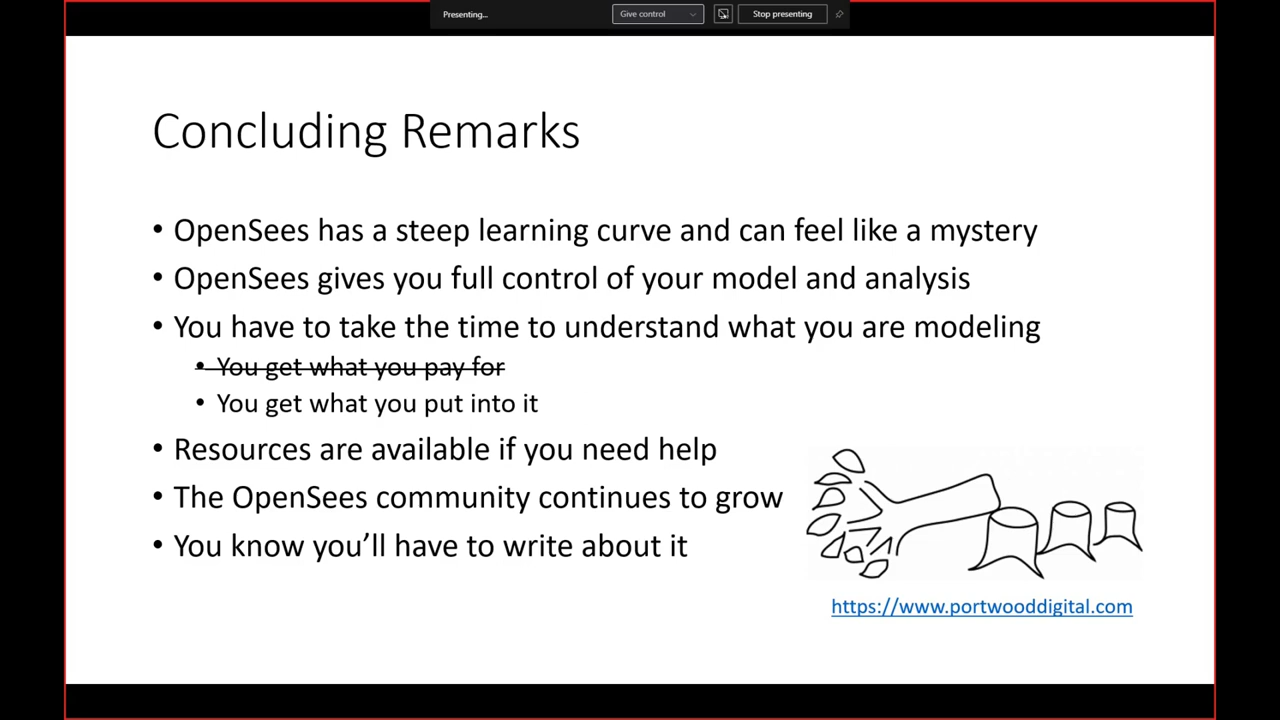 Presenting...
Give control
Stop presenting
Concluding Remarks
• OpenSees has a steep learning curve and can feel like a mystery
• OpenSees gives you full control of your model and analysis
• You have to take the time to understand what you are modeling
• You get what you pay for
• You get what you put into it
• Resources are available if you need help
• The OpenSees community continues to grow
• You know you’ll have to write about it
https://www.portwooddigital.com